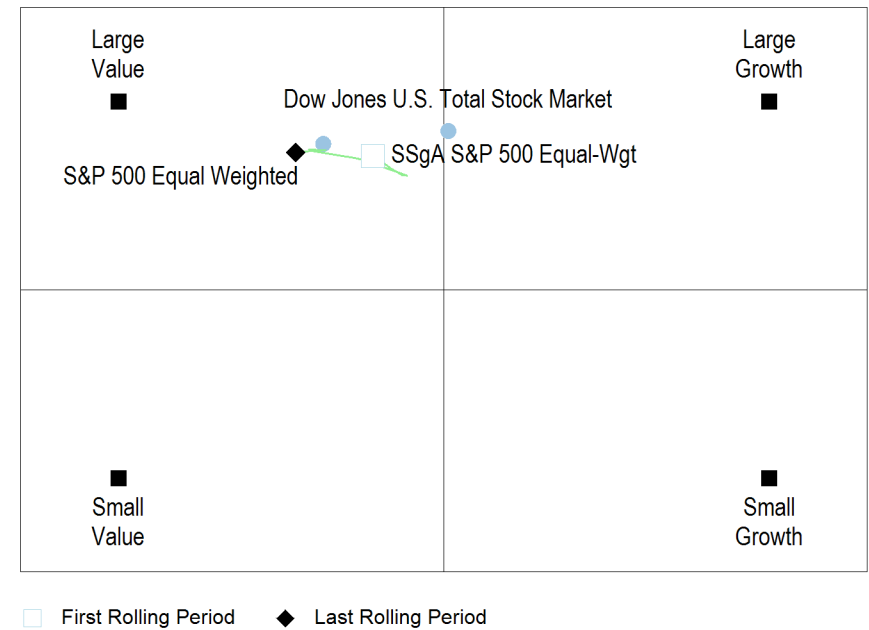 Large
Value
Large
Growth
Dow Jones U.S. Total Stock Market
SSgA S&P 500 Equal-Wgt
S&P 500 Equal Weighted
Small
Value
Small
Growth
First Rolling Period
Last Rolling Period